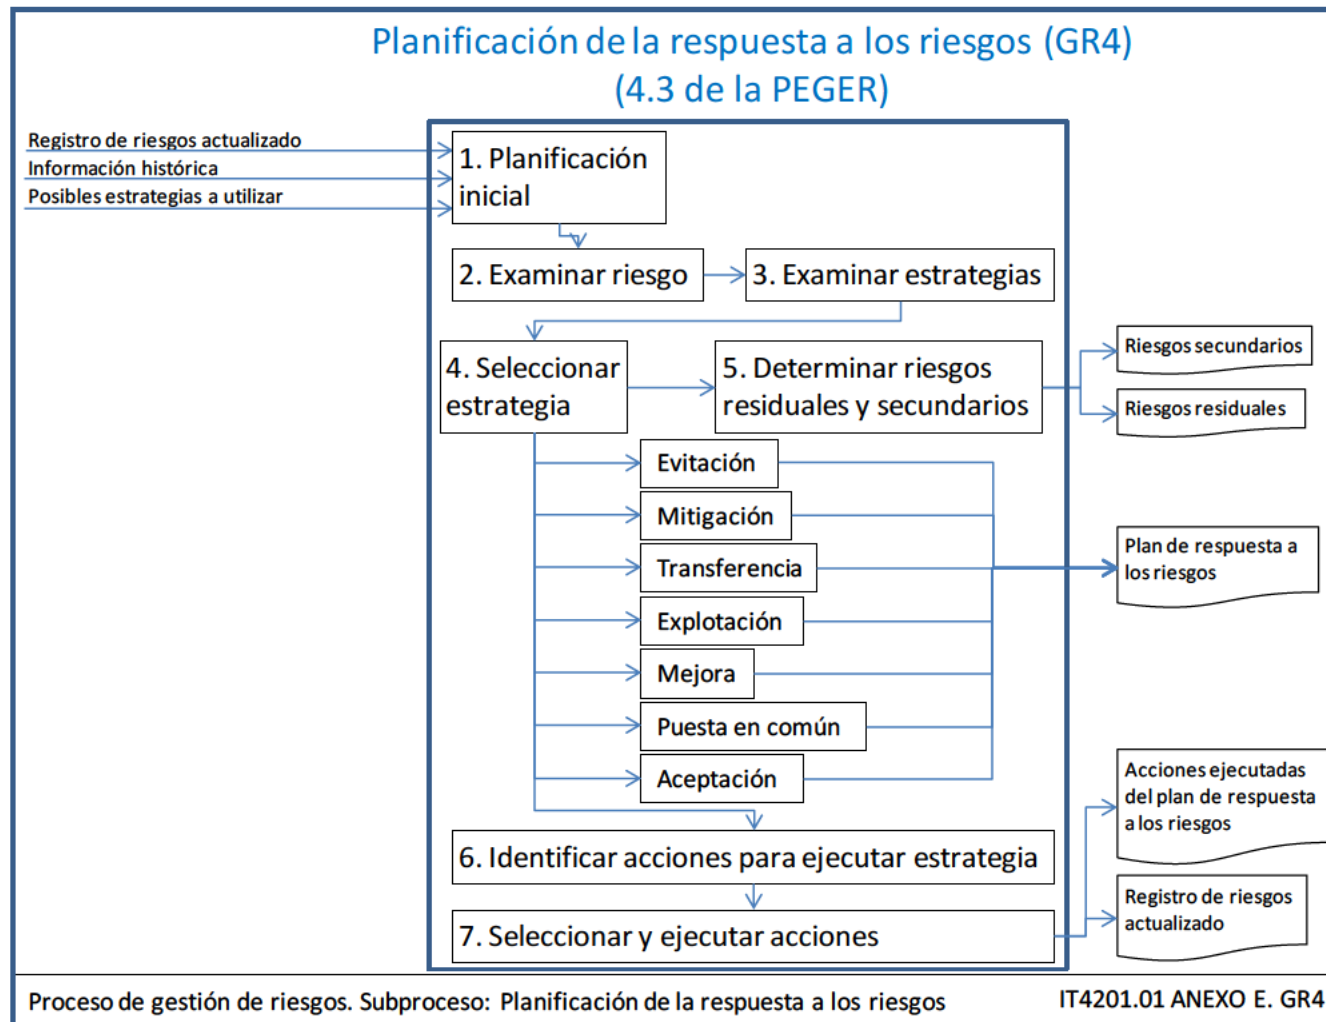 Planificación de la respuesta a los riesgos (GR4)
(4.3 de la PEGER)
Registro de riesgos actualizado
Información histórica
Posibles estrategias a utilizar
1. Planificación
inicial
2. Examinar riesgo
3. Examinar estrategias
4. Seleccionar
estrategia
5. Determinar riesgos
residuales y secundarios
Riesgos secundarios
Riesgos residuales
Evitación
Mitigación
Transferencia
Explotación
Mejora
Puesta en común
Aceptación
Plan de respuesta a
los riesgos
6. Identificar acciones para ejecutar estrategia
7. Seleccionar y ejecutar acciones
Acciones ejecutadas
del plan de respuesta
a los riesgos
Registro de riesgos
actualizado
Proceso de gestión de riesgos. Subproceso: Planificación de la respuesta a los riesgos
IT4201.01 ANEXO E. GR4